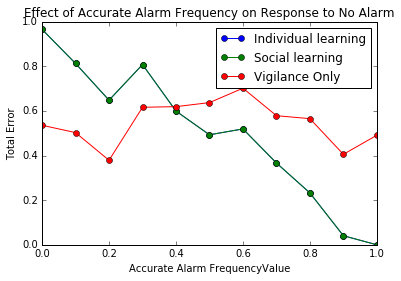 Effect of Accurate Alarm Frequency on Response to No Alarm
1.0
0.8
0.6
0.4
0.2
0.0
Total Error
Individual learning
Social learning
Vigilance Only
0.0 0.2 0.4 0.6 0.8 1.0
Accurate Alarm FrequencyValue